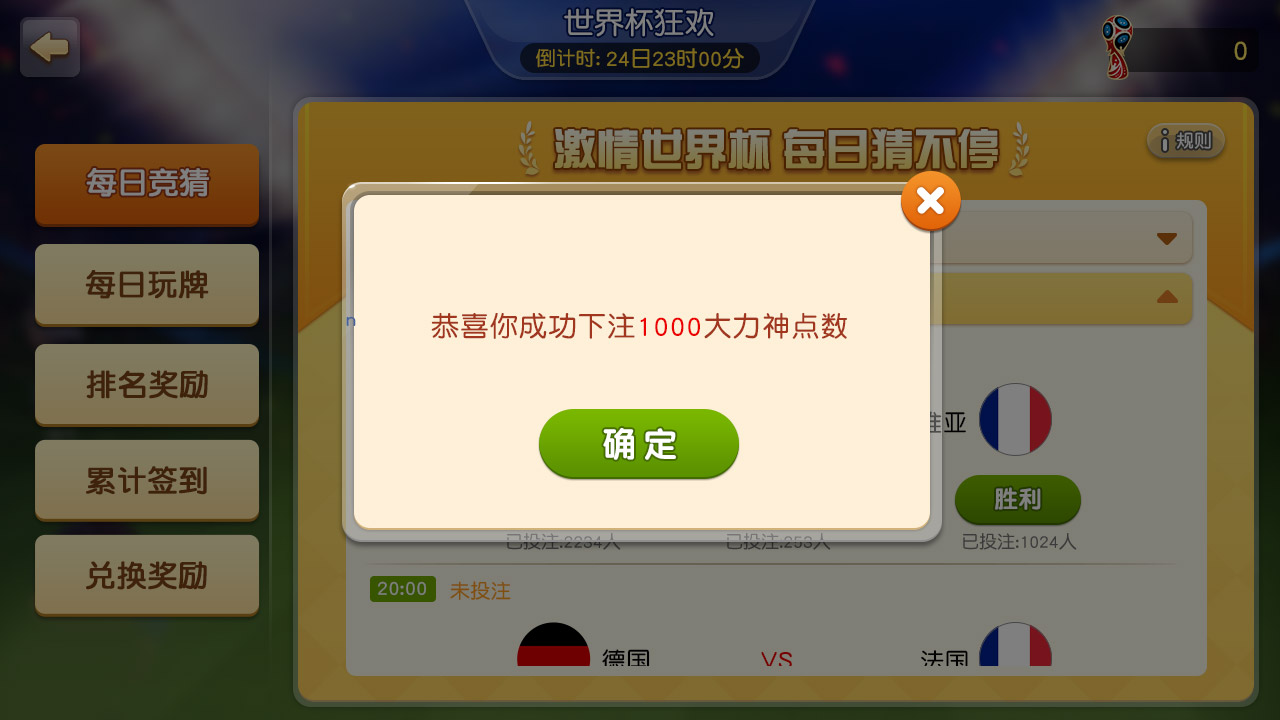 世界杯狂欢
倒计时: 24日23时00分
0
激情世界杯 每日猜不停
规则
每日竞猜
每日玩牌
排名奖励
累计签到
兑换奖励
恭喜你成功下注1000大力神点数
确定
维亚
胜利
已投注:2234人
已投注:253人
已投注:1024人
20:00
未投注
德国
VS
法国